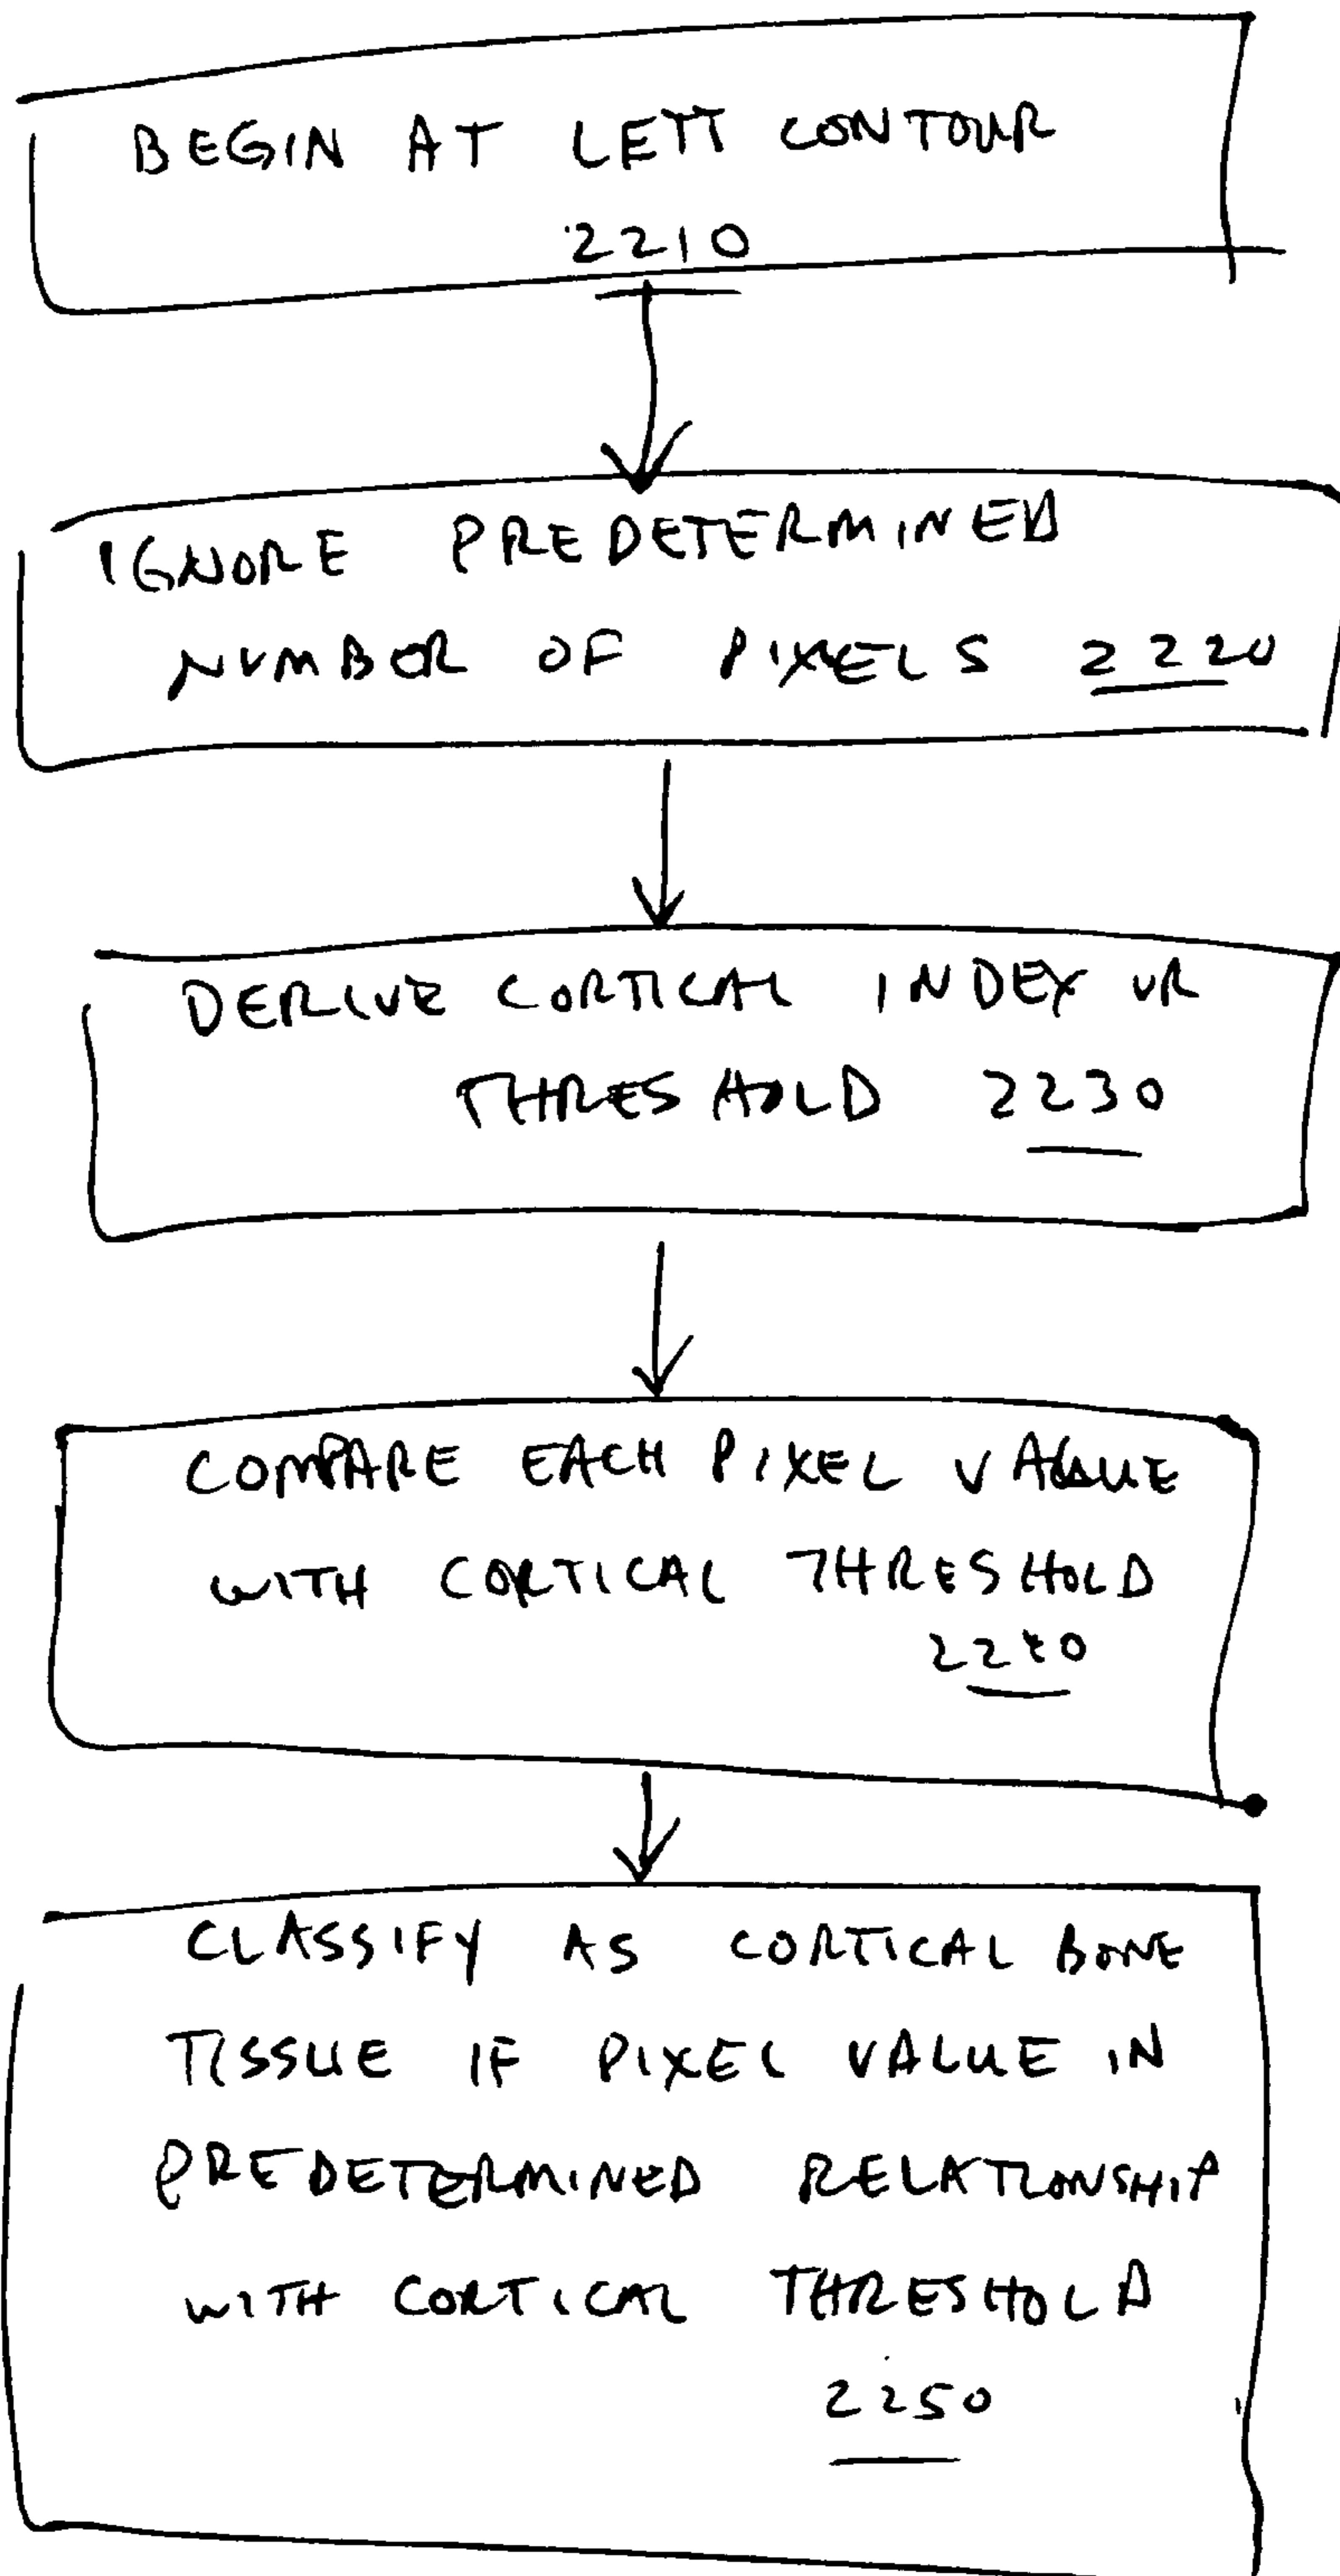 BEGIN AT LEFT CONTOUR
2210
IGNORE PREDETERMINED
NUMBER OF PIXELS 2220
DERIVE CORTICAL INDEX OR
THRESHOLD 2230
COMPARE EACH PIXEL VALUE
WITH CORTICAL THRESHOLD
2240
CLASSIFY AS CORTICAL BONE
TISSUE IF PIXEL VALUE IN
PREDETERMINED RELATIONSHIP
WITH CORTICAL THRESHOLD
2250